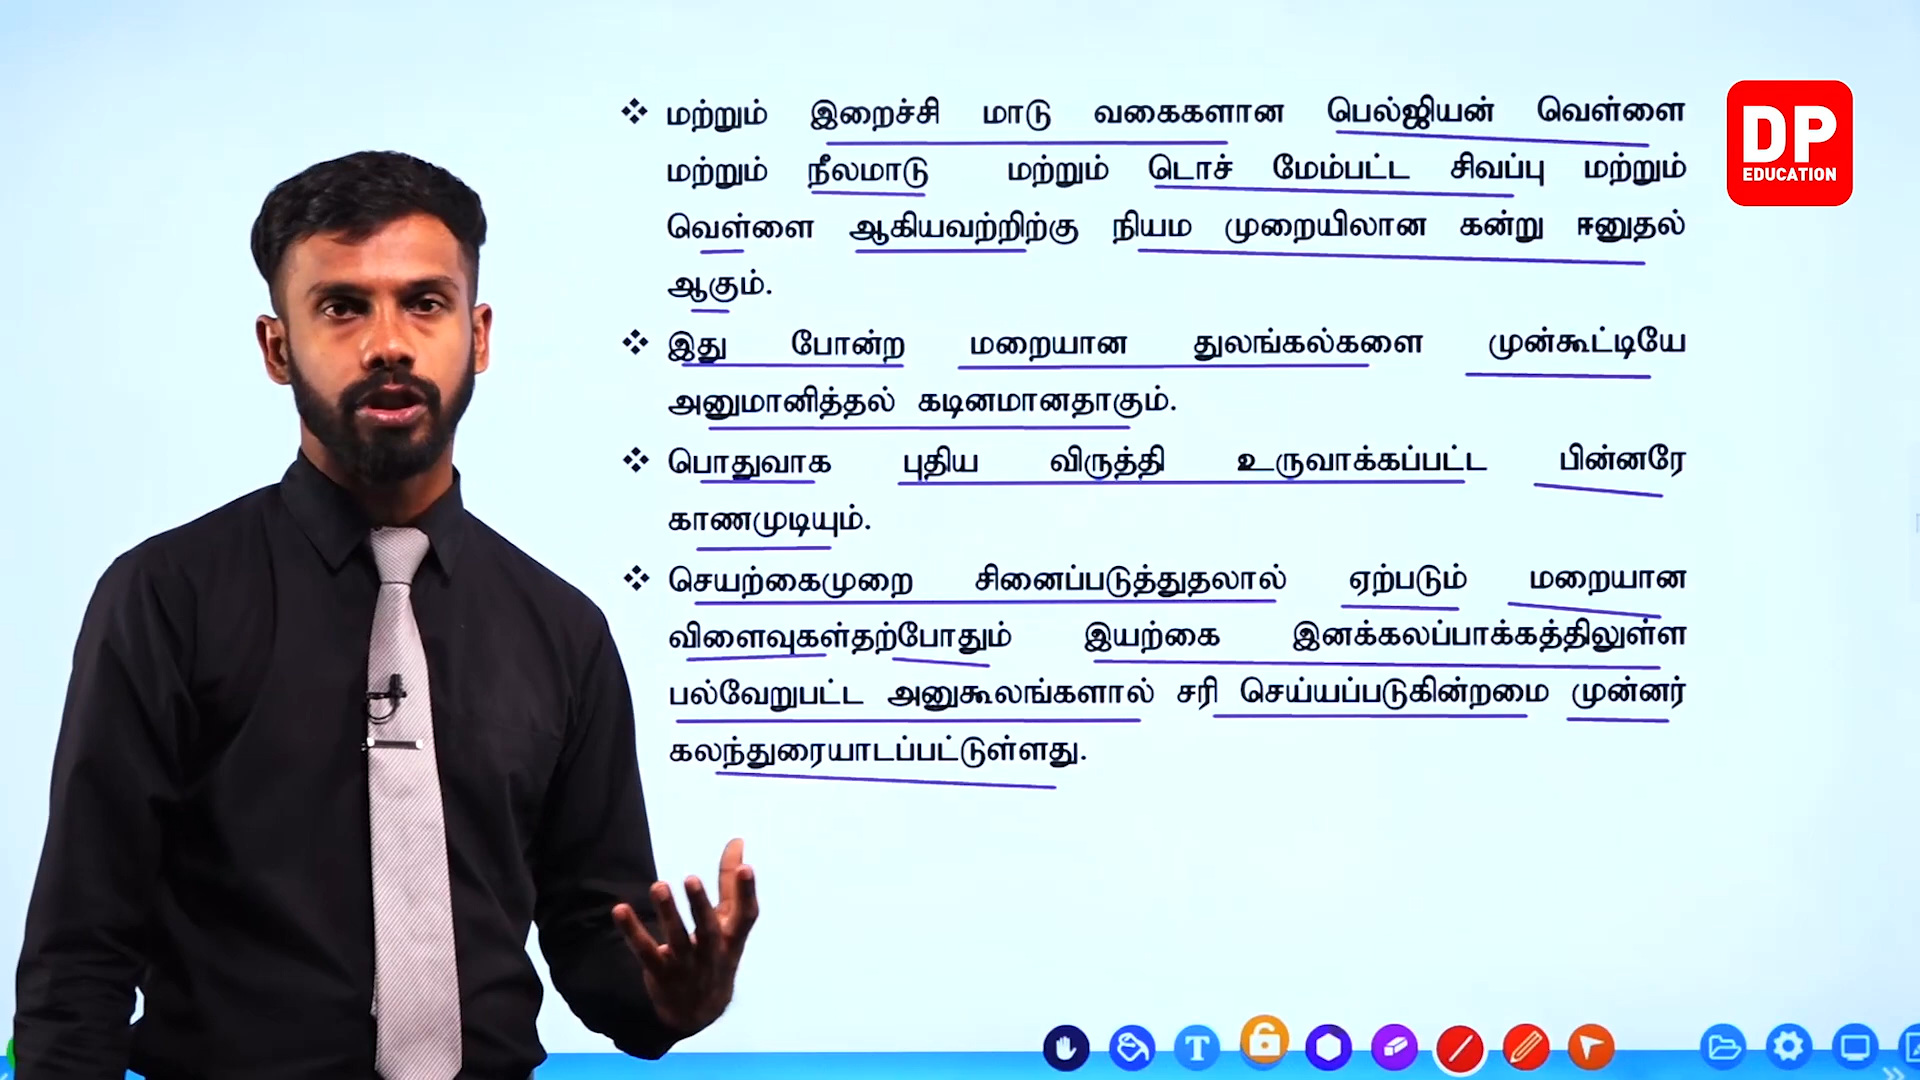 ❖ மற்றும் இறைச்சி மாடு வகைகளான பெல்ஜியன் வெள்ளை
மற்றும் நீலமாடு மற்றும் டொச் மேம்பட்ட சிவப்பு மற்றும்
வெள்ளை ஆகியவற்றிற்கு நியம முறையிலான கன்று ஈனுதல்
ஆகும்.
❖ இது போன்ற மறையான துலங்கல்களை முன்கூட்டியே
அனுமானித்தல் கடினமானதாகும்.
❖ பொதுவாக புதிய விருத்தி உருவாக்கப்பட்ட பின்னரே
காணமுடியும்.
❖ செயற்கைமுறை சினைப்படுத்துதலால் ஏற்படும் மறையான
விளைவுகள்தற்போதும் இயற்கை இனக்கலப்பாக்கத்திலுள்ள
பல்வேறுபட்ட அனுகூலங்களால் சரி செய்யப்படுகின்றமை முன்னர்
கலந்துரையாடப்பட்டுள்ளது.
DP
EDUCATION
T